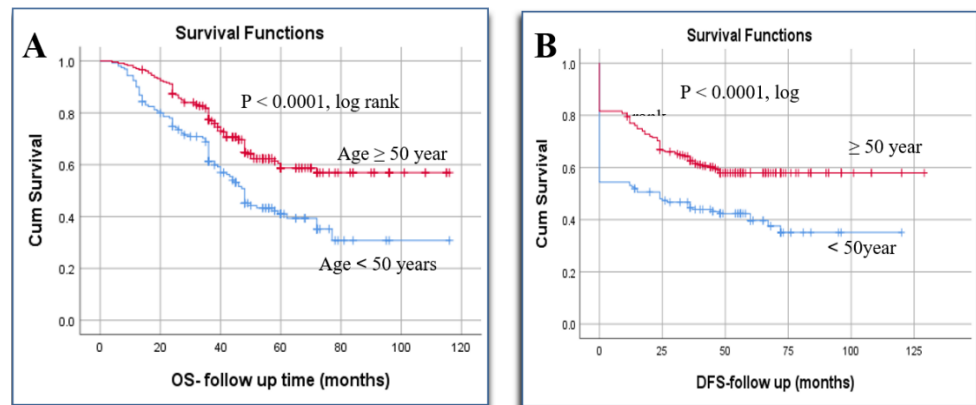 A
Survival Functions
P < 0.0001, log rank
Age ≥ 50 year
Age < 50 years
Cum Survival
1.0
0.8
0.6
0.4
0.2
0.0
0 20 40 60 80 100 120
OS- follow up time (months)
B
Survival Functions
P < 0.0001, log
rank
≥ 50 year
< 50year
Cum Survival
1.0
0.8
0.6
0.4
0.2
0.0
0 25 50 75 100 125
DFS-follow up (months)